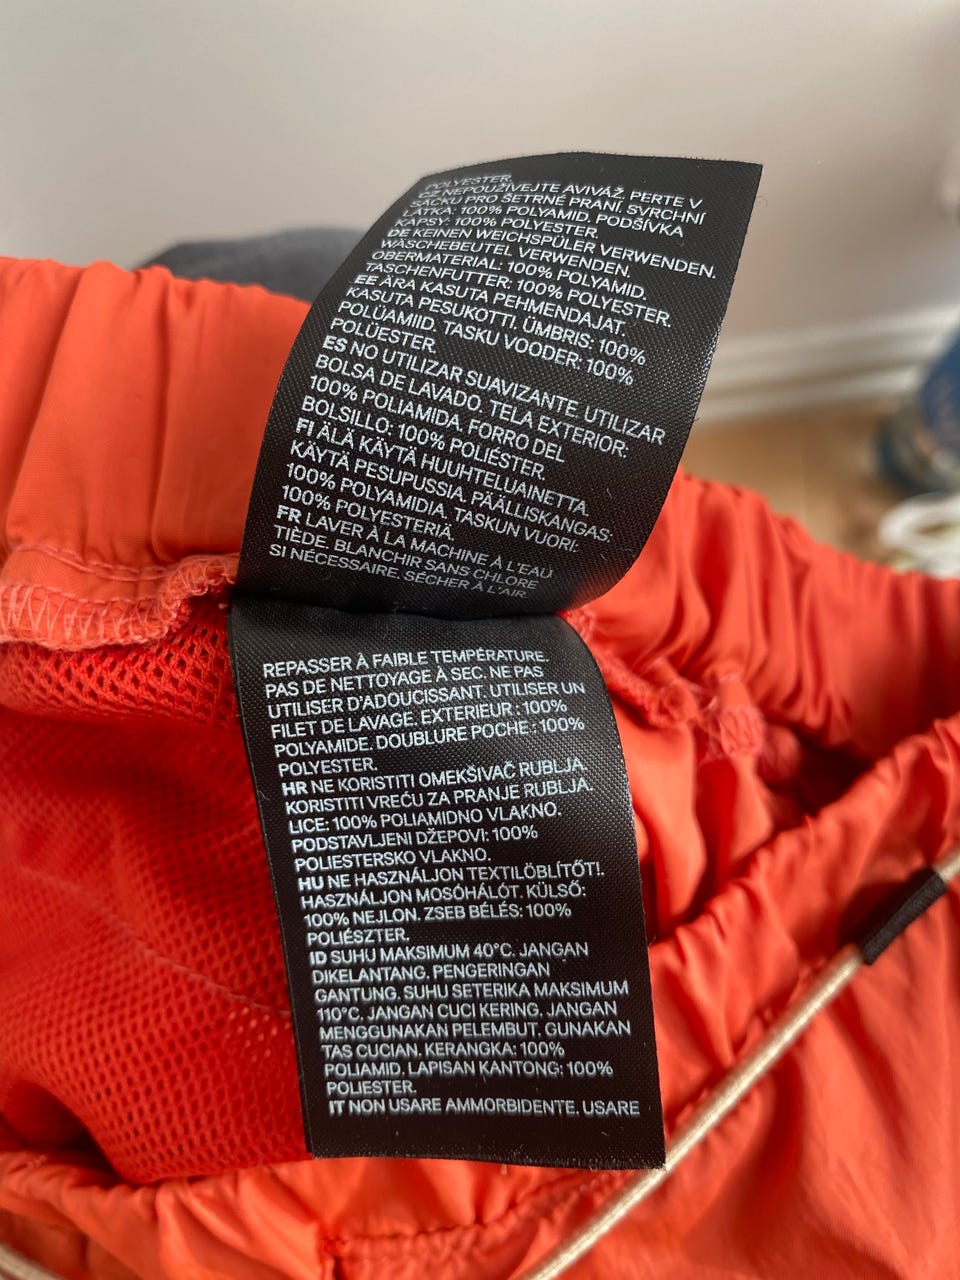 POLYESTER.
CZ NEPOUŽÍVEJTE AVIVÁŽ. PERTE V
SÁČKU PRO ŠETRNÉ PRANÍ. SVRCHNÍ
LÁTKA: 100% POLYAMID. PODŠÍVKA
KAPSY: 100% POLYESTER.
DE KEINEN WEICHSPÜLER VERWENDEN.
WÄSCHEBEUTEL VERWENDEN.
OBERMATERIAL: 100% POLYAMID.
TASCHENFUTTER: 100% POLYESTER.
EE ÄRA KASUTA PEHMENDAJAT.
KASUTA PESUKOTTI. ÜMBRIS: 100%
POLÜAMIID. TASKU VOODER: 100%
POLÜESTER.
ES NO UTILIZAR SUAVIZANTE. UTILIZAR
BOLSA DE LAVADO. TELA EXTERIOR:
100% POLIAMIDA. FORRO DEL
BOLSILLO: 100% POLIÉSTER.
FI ÄLÄ KÄYTÄ HUUHTELUAINETTA.
KÄYTÄ PESUPUSSIA. PÄÄLLISKANGAS:
100% POLYAMIDIA. TASKUN VUORI:
100% POLYESTERIÄ.
FR LAVER À LA MACHINE À L'EAU
TIÈDE. BLANCHIR SANS CHLORE
SI NÉCESSAIRE. SÉCHER À L'AIR.
REPASSER À FAIBLE TEMPÉRATURE.
PAS DE NETTOYAGE À SEC. NE PAS
UTILISER D'ADOUCISSANT. UTILISER UN
FILET DE LAVAGE. EXTERIEUR : 100%
POLYAMIDE. DOUBLURE POCHE : 100%
POLYESTER.
HR NE KORISTITI OMEKŠIVAČ RUBLJA.
KORISTITI VREĆU ZA PRANJE RUBLJA.
LICE: 100% POLIAMIDNO VLAKNO.
PODSTAVLJENI DŽEPOVI: 100%
POLIESTERSKO VLAKNO.
HU NE HASZNÁLJON TEXTILÖBLÍTŐT!.
HASZNÁLJON MOSÓHÁLÓT. KÜLSŐ:
100% NEJLON. ZSEB BÉLÉS: 100%
POLIÉSZTER.
ID SUHU MAKSIMUM 40°C. JANGAN
DIKELANTANG. PENGERINGAN
GANTUNG. SUHU SETERIKA MAKSIMUM
110°C. JANGAN CUCI KERING. JANGAN
MENGGUNAKAN PELEMBUT. GUNAKAN
TAS CUCIAN. KERANGKA: 100%
POLIAMID. LAPISAN KANTONG: 100%
POLIESTER.
IT NON USARE AMMORBIDENTE. USARE